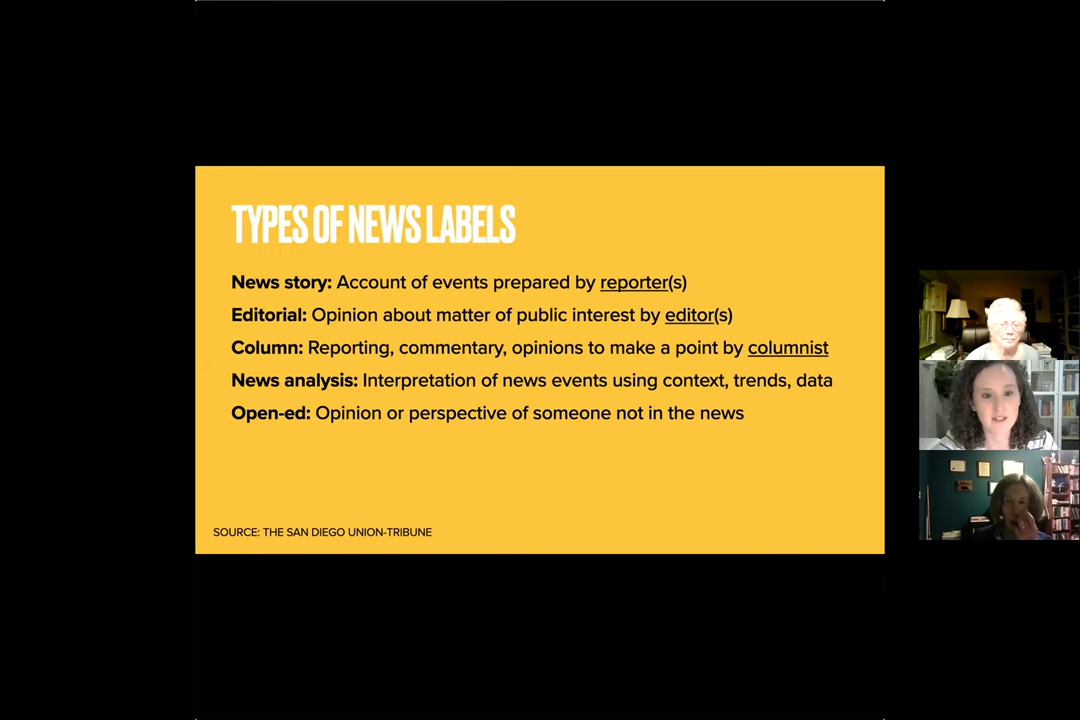 TYPES OF NEWS LABELS
News story: Account of events prepared by reporter(s)
Editorial: Opinion about matter of public interest by editor(s)
Column: Reporting, commentary, opinions to make a point by columnist
News analysis: Interpretation of news events using context, trends, data
Open-ed: Opinion or perspective of someone not in the news
SOURCE: THE SAN DIEGO UNION-TRIBUNE